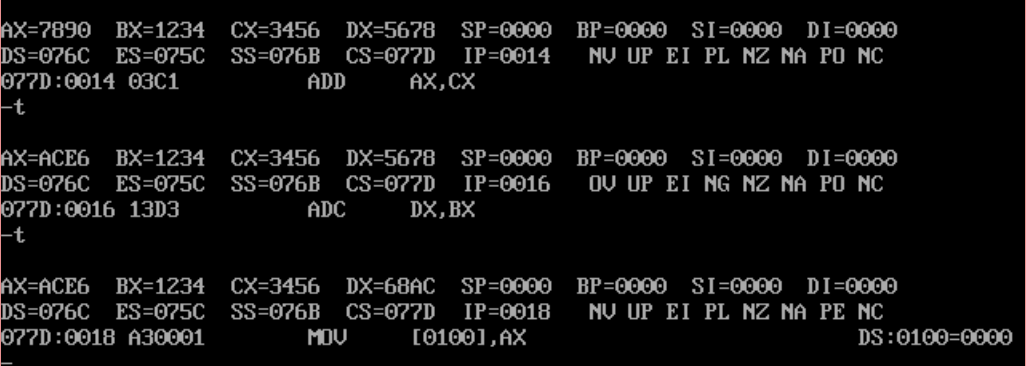 AX=7890 BX=1234 CX=3456 DX=5678 SP=0000 BP=0000 SI=0000 DI=0000
DS=076C ES=075C SS=076B CS=077D IP=0014 NV UP EI PL NZ NA PO NC
077D:0014 03C1 ADD AX,CX
-t
AX=ACE6 BX=1234 CX=3456 DX=5678 SP=0000 BP=0000 SI=0000 DI=0000
DS=076C ES=075C SS=076B CS=077D IP=0016 OV UP EI NG NZ NA PO NC
077D:0016 13D3 ADC DX,BX
-t
AX=ACE6 BX=1234 CX=3456 DX=68AC SP=0000 BP=0000 SI=0000 DI=0000
DS=076C ES=075C SS=076B CS=077D IP=0018 NV UP EI PL NZ NA PE NC
077D:0018 A30001 MOV [0100],AX DS:0100=0000
-